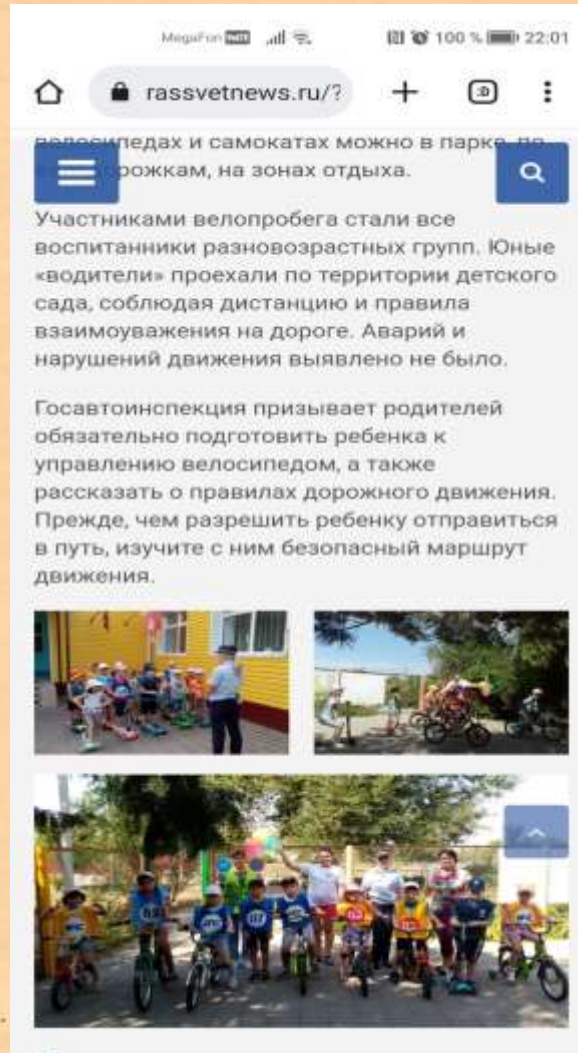 MegaFon 100 % 22:01
rassvetnews.ru/?
велосипедах и самокатах можно в парке, по
дорожкам, на зонах отдыха.
Участниками велопробега стали все
воспитанники разновозрастных групп. Юные
«водители» проехали по территории детского
сада, соблюдая дистанцию и правила
взаимоуважения на дороге. Аварий и
нарушений движения выявлено не было.
Госавтоинспекция призывает родителей
обязательно подготовить ребенка к
управлению велосипедом, а также
рассказать о правилах дорожного движения.
Прежде, чем разрешить ребенку отправиться
в путь, изучите с ним безопасный маршрут
движения.